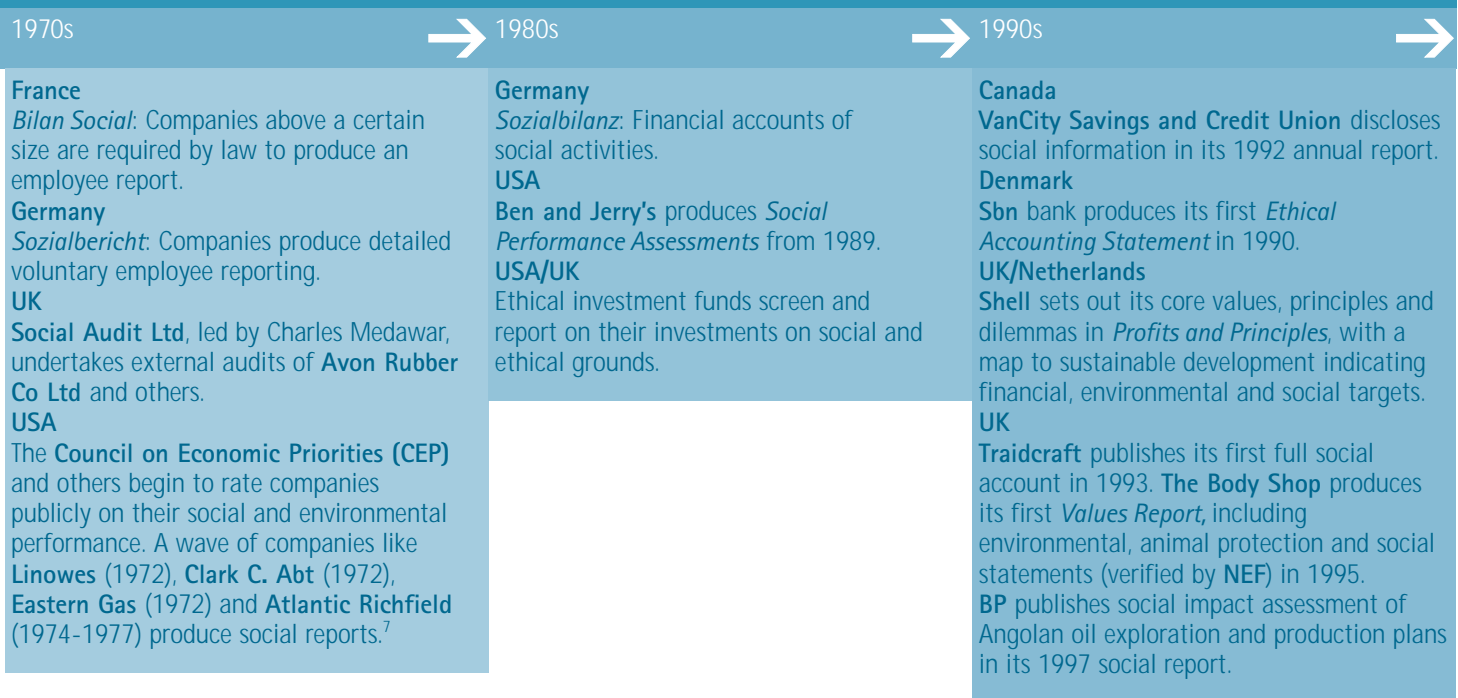 1970s
France
Bilan Social: Companies above a certain
size are required by law to produce an
employee report.
Germany
Sozialbericht: Companies produce detailed
voluntary employee reporting.
UK
Social Audit Ltd, led by Charles Medawar,
undertakes external audits of Avon Rubber
Co Ltd and others.
USA
The Council on Economic Priorities (CEP)
and others begin to rate companies
publicly on their social and environmental
performance. A wave of companies like
Linowes (1972), Clark C. Abt (1972),
Eastern Gas (1972) and Atlantic Richfield
(1974-1977) produce social reports.7
1980s
Germany
Sozialbilanz: Financial accounts of
social activities.
USA
Ben and Jerry's produces Social
Performance Assessments from 1989.
USA/UK
Ethical investment funds screen and
report on their investments on social and
ethical grounds.
1990s
Canada
VanCity Savings and Credit Union discloses
social information in its 1992 annual report.
Denmark
Sbn bank produces its first Ethical
Accounting Statement in 1990.
UK/Netherlands
Shell sets out its core values, principles and
dilemmas in Profits and Principles, with a
map to sustainable development indicating
financial, environmental and social targets.
UK
Traidcraft publishes its first full social
account in 1993. The Body Shop produces
its first Values Report, including
environmental, animal protection and social
statements (verified by NEF) in 1995.
BP publishes social impact assessment of
Angolan oil exploration and production plans
in its 1997 social report.